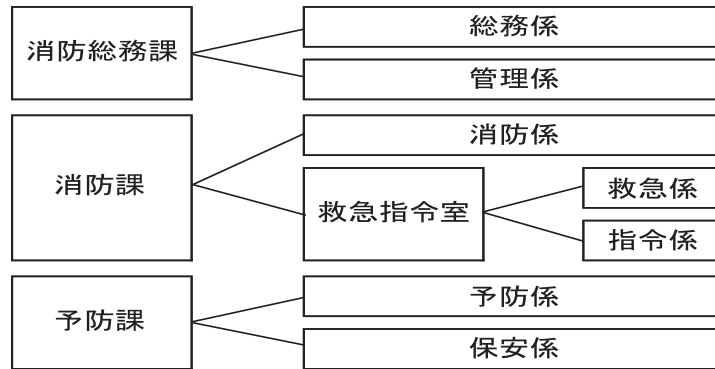 消防総務課
総務係
管理係
消防課
消防係
救急指令室
救急係
指令係
予防課
予防係
保安係